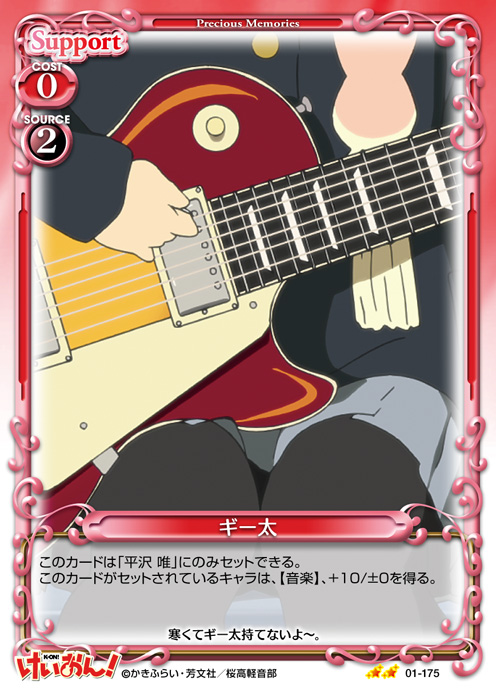 Precious Memories
Support
COST
0
SOURCE
2
ギー太
このカードは「平沢 唯」にのみセットできる。
このカードがセットされているキャラは、【音楽】、+10/±0を得る。
寒くてギー太持てないよ〜。
K-ON!
けいおん!
©かきふらい・芳文社/桜高軽音部
01-175